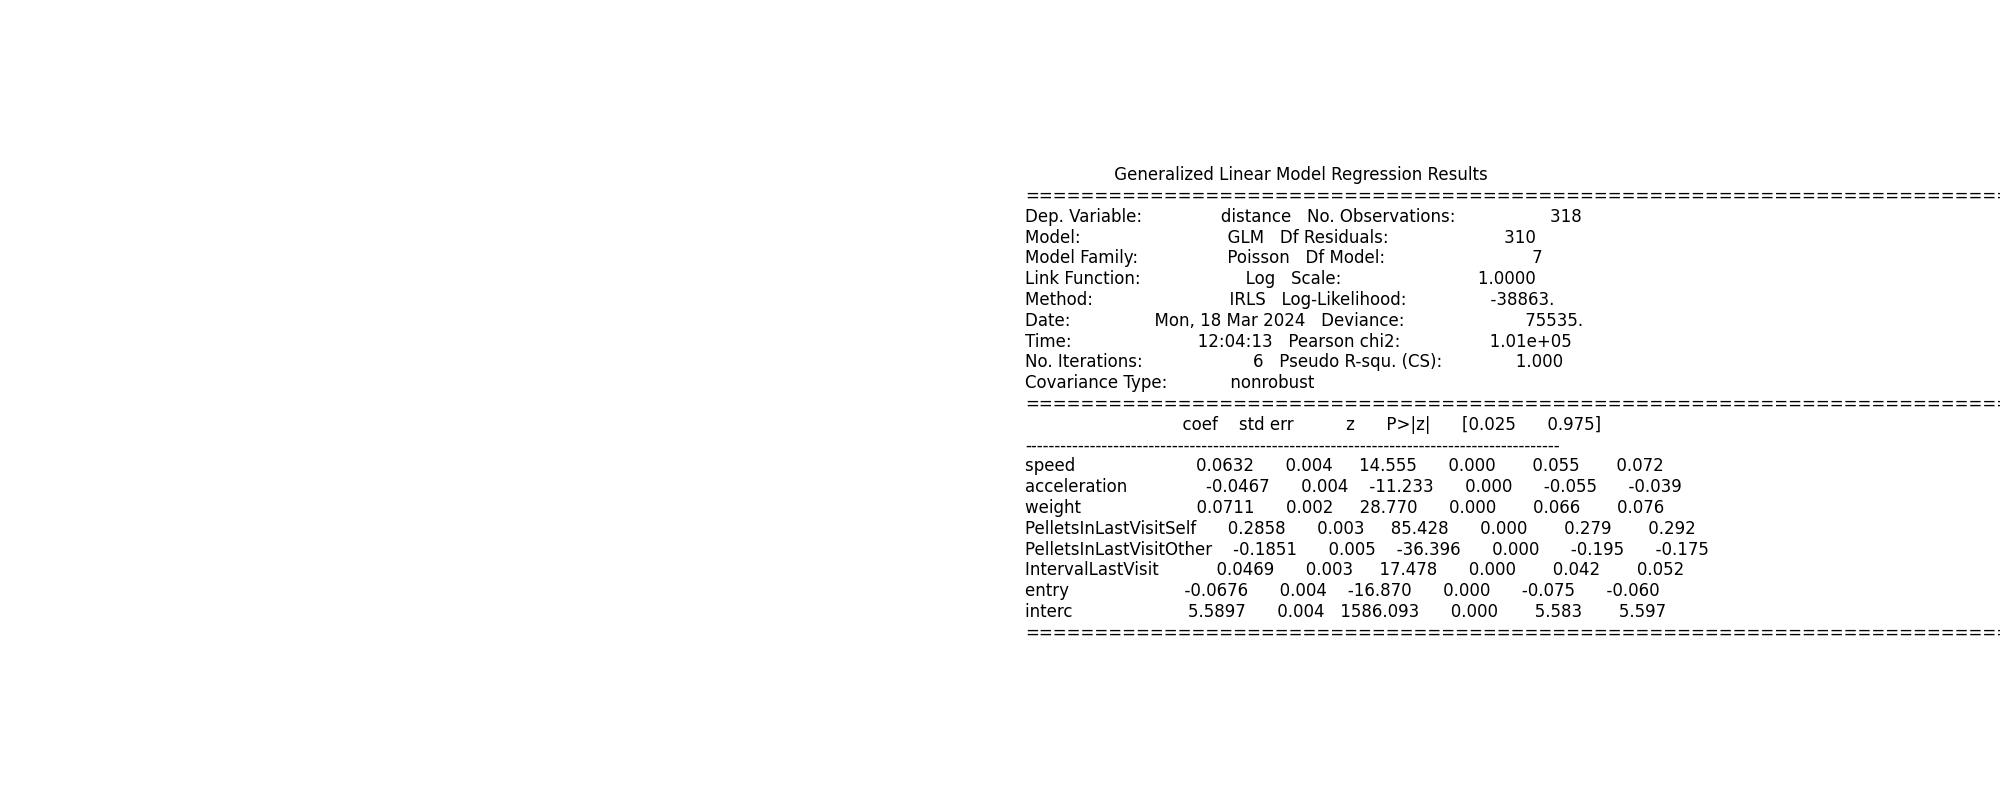 Generalized Linear Model Regression Results
==============================================================================
Dep. Variable: distance No. Observations: 318
Model: GLM Df Residuals: 310
Model Family: Poisson Df Model: 7
Link Function: Log Scale: 1.0000
Method: IRLS Log-Likelihood: -38863.
Date: Mon, 18 Mar 2024 Deviance: 75535.
Time: 12:04:13 Pearson chi2: 1.01e+05
No. Iterations: 6 Pseudo R-squ. (CS): 1.000
Covariance Type: nonrobust
==============================================================================
coef std err z P>|z| [0.025 0.975]
------------------------------------------------------------------------------------------
speed 0.0632 0.004 14.555 0.000 0.055 0.072
acceleration -0.0467 0.004 -11.233 0.000 -0.055 -0.039
weight 0.0711 0.002 28.770 0.000 0.066 0.076
PelletsInLastVisitSelf 0.2858 0.003 85.428 0.000 0.279 0.292
PelletsInLastVisitOther -0.1851 0.005 -36.396 0.000 -0.195 -0.175
IntervalLastVisit 0.0469 0.003 17.478 0.000 0.042 0.052
entry -0.0676 0.004 -16.870 0.000 -0.075 -0.060
interc 5.5897 0.004 1586.093 0.000 5.583 5.597
==============================================================================